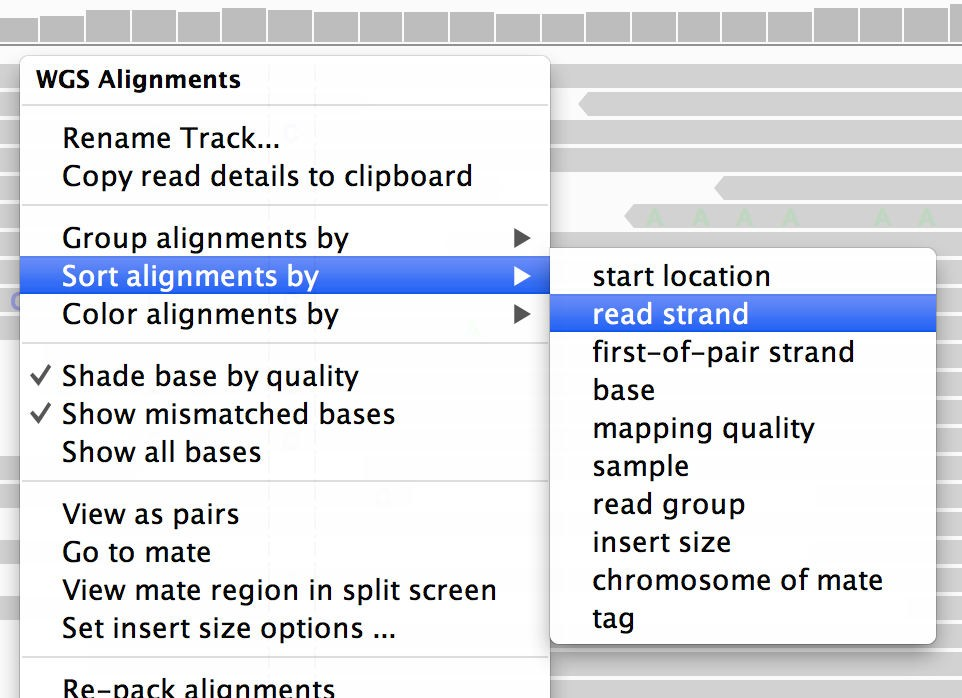 WGS Alignments
Rename Track...
Copy read details to clipboard
Group alignments by
Sort alignments by
Color alignments by
Shade base by quality
Show mismatched bases
Show all bases
View as pairs
Go to mate
View mate region in split screen
Set insert size options ...
Re-pack alignments
start location
read strand
first-of-pair strand
base
mapping quality
sample
read group
insert size
chromosome of mate
tag
A A A A A A